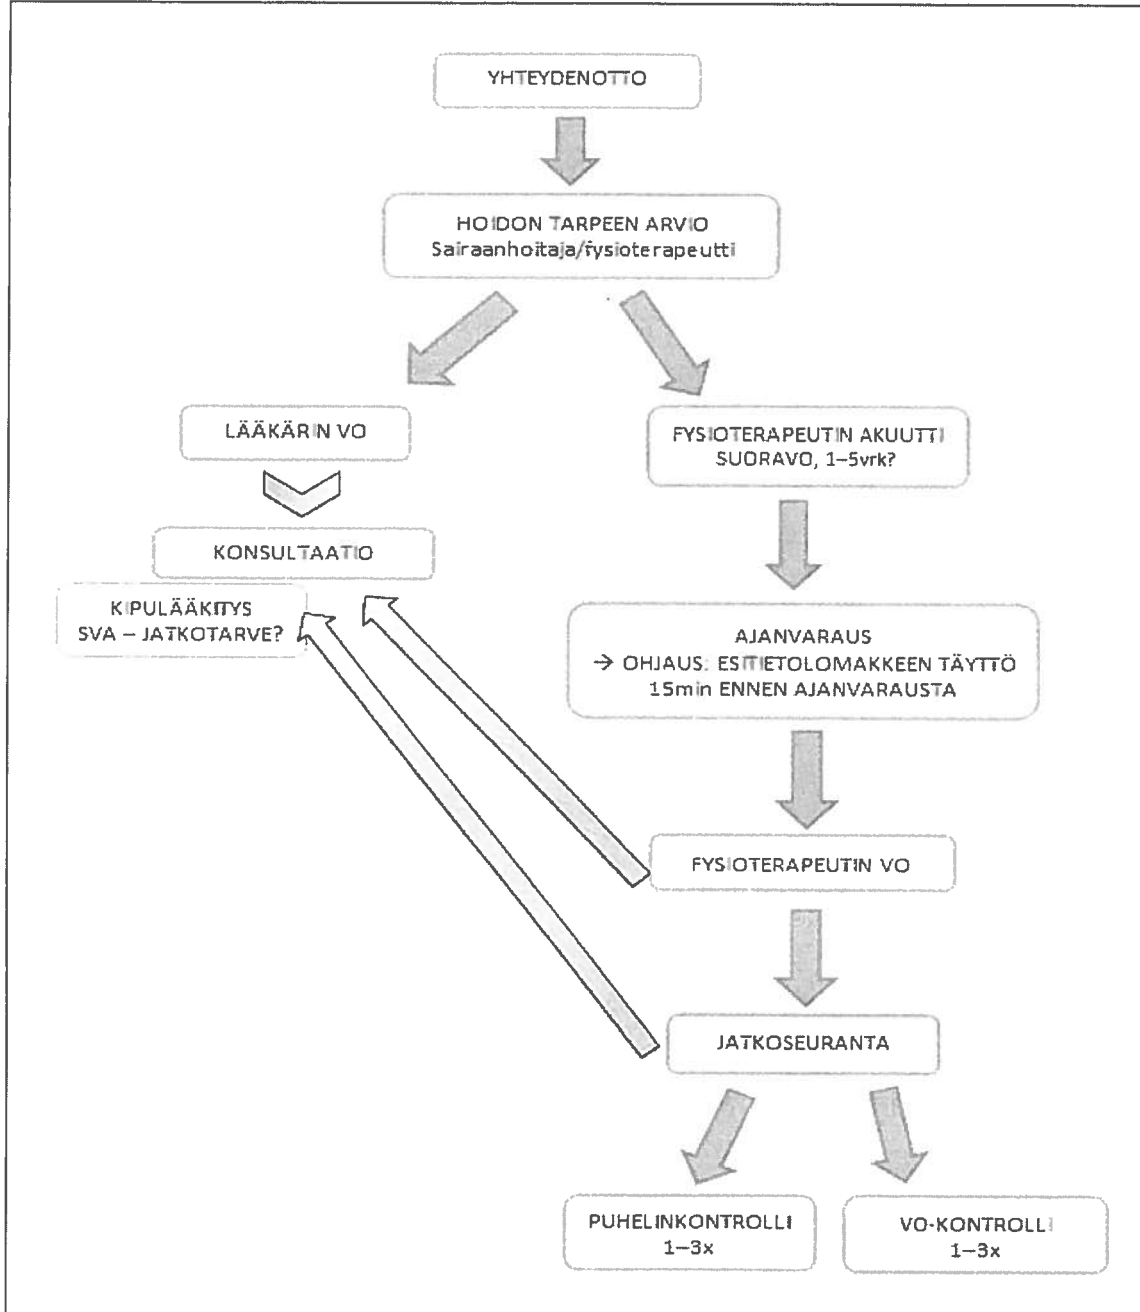 YHTEYDENOTTO
HOIDON TARPEEN ARVIO
Sairaanhoitaja/fysioterapeutti
LÄÄKÄRIN VO
FYSIOTERAPEUTIN AKUUTTI
SUORAVO, 1–5vrk?
KONSULTAATIO
KIPULÄÄKITYS
SVA – JATKOTARVE?
AJANVARAUS
→ OHJAUS: ESITIETOLOMAKKEEN TÄYTTÖ
15min ENNEN AJANVARAUSTA
FYSIOTERAPEUTIN VO
JATKOSEURANTA
PUHELINKONTROLLI
1–3x
VO-KONTROLLI
1–3x